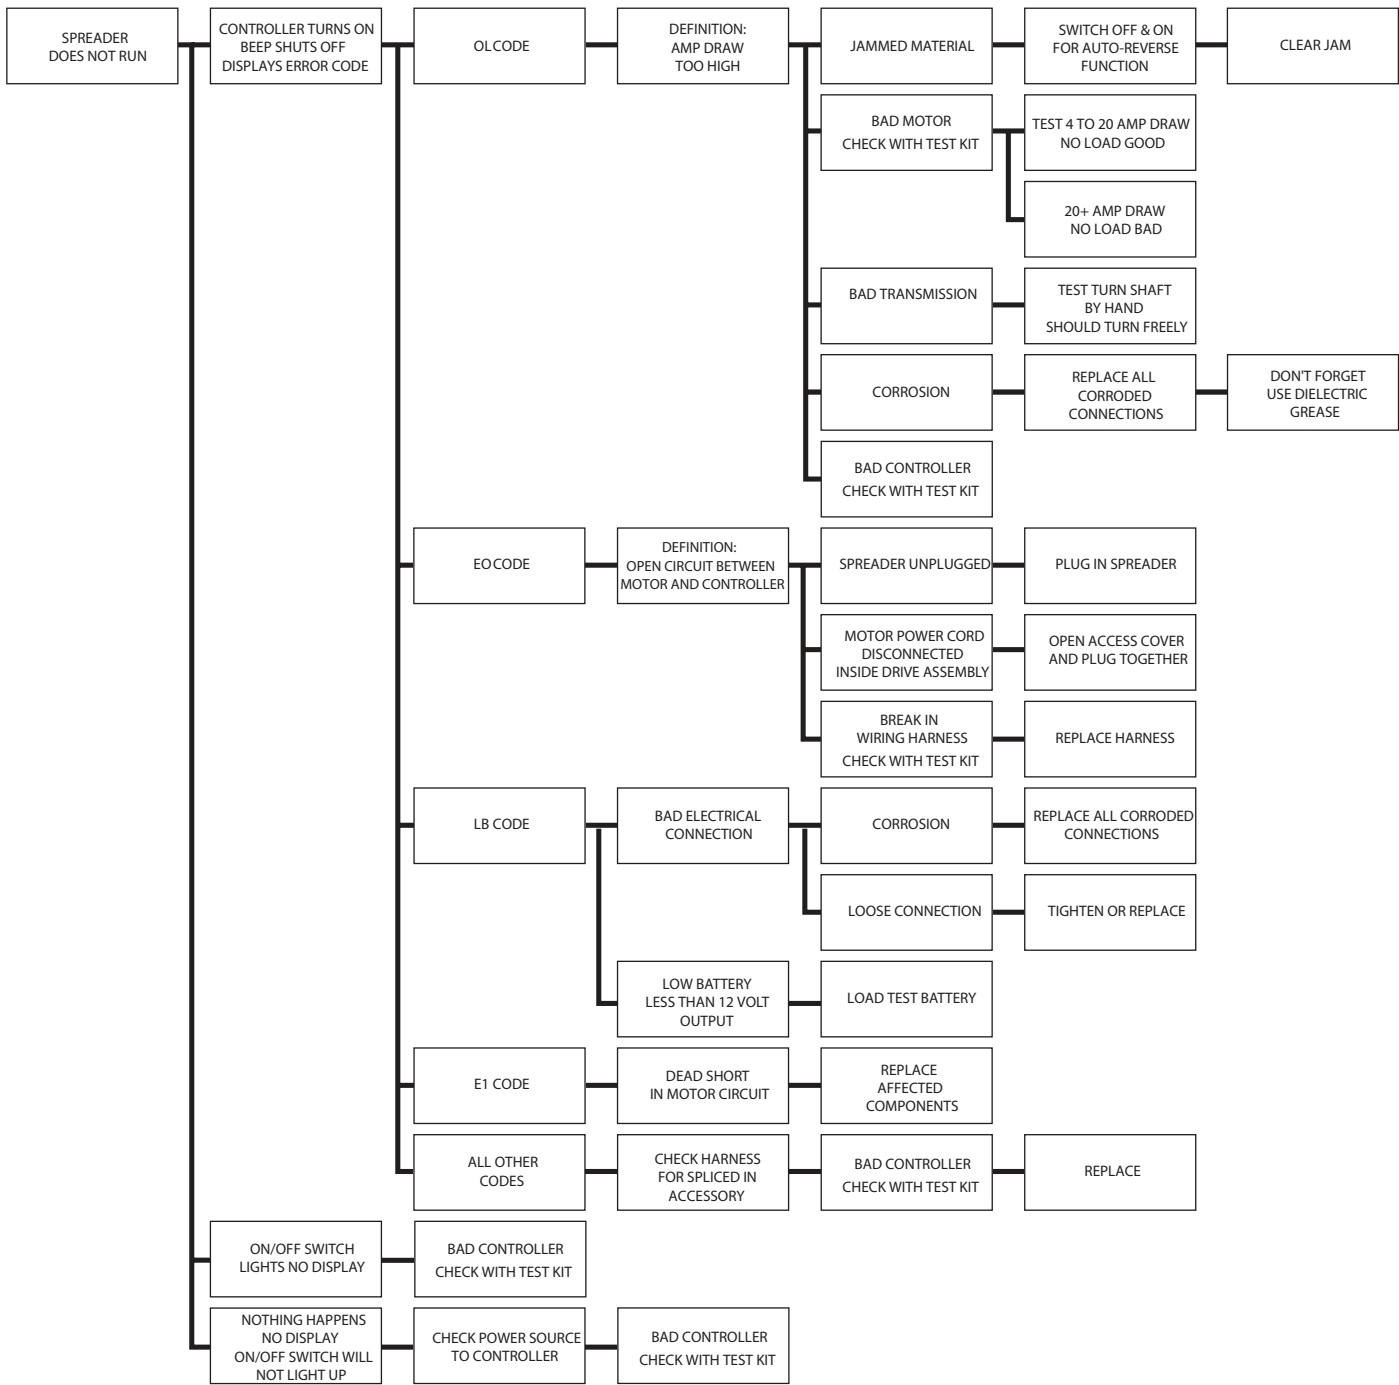 SPREADER
DOES NOT RUN
CONTROLLER TURNS ON
BEEP SHUTS OFF
DISPLAYS ERROR CODE
OL CODE
DEFINITION:
AMP DRAW
TOO HIGH
JAMMED MATERIAL
SWITCH OFF & ON
FOR AUTO-REVERSE
FUNCTION
CLEAR JAM
BAD MOTOR
CHECK WITH TEST KIT
TEST 4 TO 20 AMP DRAW
NO LOAD GOOD
20+ AMP DRAW
NO LOAD BAD
BAD TRANSMISSION
TEST TURN SHAFT
BY HAND
SHOULD TURN FREELY
CORROSION
REPLACE ALL
CORRODED
CONNECTIONS
DON'T FORGET
USE DIELECTRIC
GREASE
BAD CONTROLLER
CHECK WITH TEST KIT
EO CODE
DEFINITION:
OPEN CIRCUIT BETWEEN
MOTOR AND CONTROLLER
SPREADER UNPLUGGED
PLUG IN SPREADER
MOTOR POWER CORD
DISCONNECTED
INSIDE DRIVE ASSEMBLY
OPEN ACCESS COVER
AND PLUG TOGETHER
BREAK IN
WIRING HARNESS
CHECK WITH TEST KIT
REPLACE HARNESS
LB CODE
BAD ELECTRICAL
CONNECTION
CORROSION
REPLACE ALL CORRODED
CONNECTIONS
LOOSE CONNECTION
TIGHTEN OR REPLACE
LOW BATTERY
LESS THAN 12 VOLT
OUTPUT
LOAD TEST BATTERY
E1 CODE
DEAD SHORT
IN MOTOR CIRCUIT
REPLACE
AFFECTED
COMPONENTS
ALL OTHER
CODES
CHECK HARNESS
FOR SPLICED IN
ACCESSORY
BAD CONTROLLER
CHECK WITH TEST KIT
REPLACE
ON/OFF SWITCH
LIGHTS NO DISPLAY
BAD CONTROLLER
CHECK WITH TEST KIT
NOTHING HAPPENS
NO DISPLAY
ON/OFF SWITCH WILL
NOT LIGHT UP
CHECK POWER SOURCE
TO CONTROLLER
BAD CONTROLLER
CHECK WITH TEST KIT